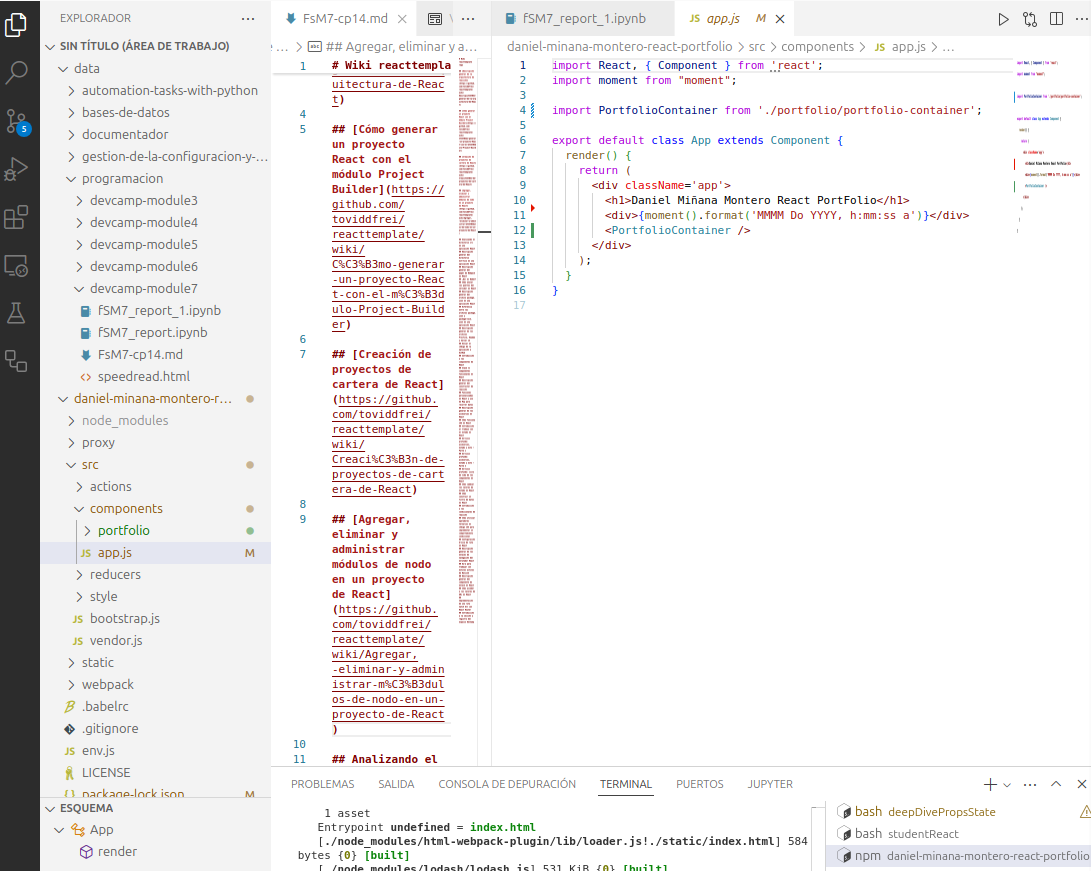 EXPLORADOR
SIN TÍTULO (ÁREA DE TRABAJO)
data
automation-tasks-with-python
bases-de-datos
documentador
gestion-de-la-configuracion-y-...
programacion
devcamp-module3
devcamp-module4
devcamp-module5
devcamp-module6
devcamp-module7
fSM7_report_1.ipynb
fSM7_report.ipynb
FsM7-cp14.md
speedread.html
daniel-minana-montero-r...
node_modules
proxy
src
actions
components
portfolio
JS app.js M
reducers
style
JS bootstrap.js
JS vendor.js
static
webpack
.babelrc
.gitignore
JS env.js
LICENSE
{} package-lock.json M
ESQUEMA
App
render
5
FsM7-cp14.md
e ... > ## Agregar, eliminar y a...
1 # Wiki reacttempla
uitectura-de-Reac
t)
4
5 ## [Cómo generar
un proyecto
React con el
módulo Project
Builder](https://
github.com/
toviddfrei/
reacttemplate/
wiki/
C%C3%B3mo-generar
-un-proyecto-Reac
t-con-el-m%C3%B3d
ulo-Project-Build
er)
6
7 ## [Creación de
proyectos de
cartera de React]
(https://github.
com/toviddfrei/
reacttemplate/
wiki/
Creaci%C3%B3n-de-
proyectos-de-cart
era-de-React)
8
9 ## [Agregar,
eliminar y
administrar
módulos de nodo
en un proyecto
de React]
(https://github.
com/toviddfrei/
reacttemplate/
wiki/Agregar,
-eliminar-y-admin
istrar-m%C3%B3dul
os-de-nodo-en-un-
proyecto-de-React
)
10
11 ## Analizando el
fSM7_report_1.ipynb
JS app.js M
daniel-minana-montero-react-portfolio > src > components > JS app.js > ...
1 import React, { Component } from 'react';
2 import moment from "moment";
3
4 import PortfolioContainer from './portfolio/portfolio-container';
5
6 export default class App extends Component {
7 render() {
8 return (
9 <div className='app'>
10 <h1>Daniel Miñana Montero React PortFolio</h1>
11 <div>{moment().format('MMMM Do YYYY, h:mm:ss a')}</div>
12 <PortfolioContainer />
13 </div>
14 );
15 }
16 }
17
PROBLEMAS SALIDA CONSOLA DE DEPURACIÓN TERMINAL PUERTOS JUPYTER
1 asset
Entrypoint undefined = index.html
[./node_modules/html-webpack-plugin/lib/loader.js!./static/index.html] 584
bytes {0} [built]
[./node_modules/lodash/lodash.js] 531 KiB {0} [built]
bash deepDivePropsState
bash studentReact
npm daniel-minana-montero-react-portfolio